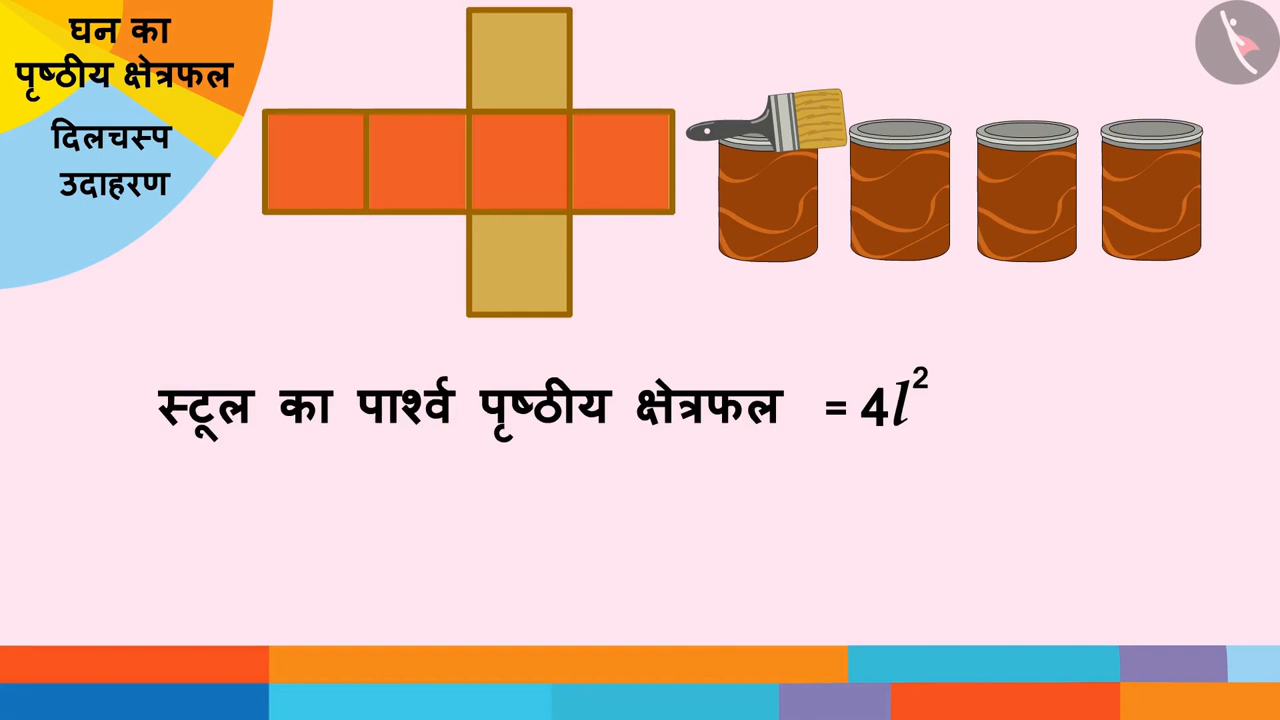 घन का
पृष्ठीय क्षेत्रफल
दिलचस्प
उदाहरण
स्टूल का पार्श्व पृष्ठीय क्षेत्रफल = 4l²